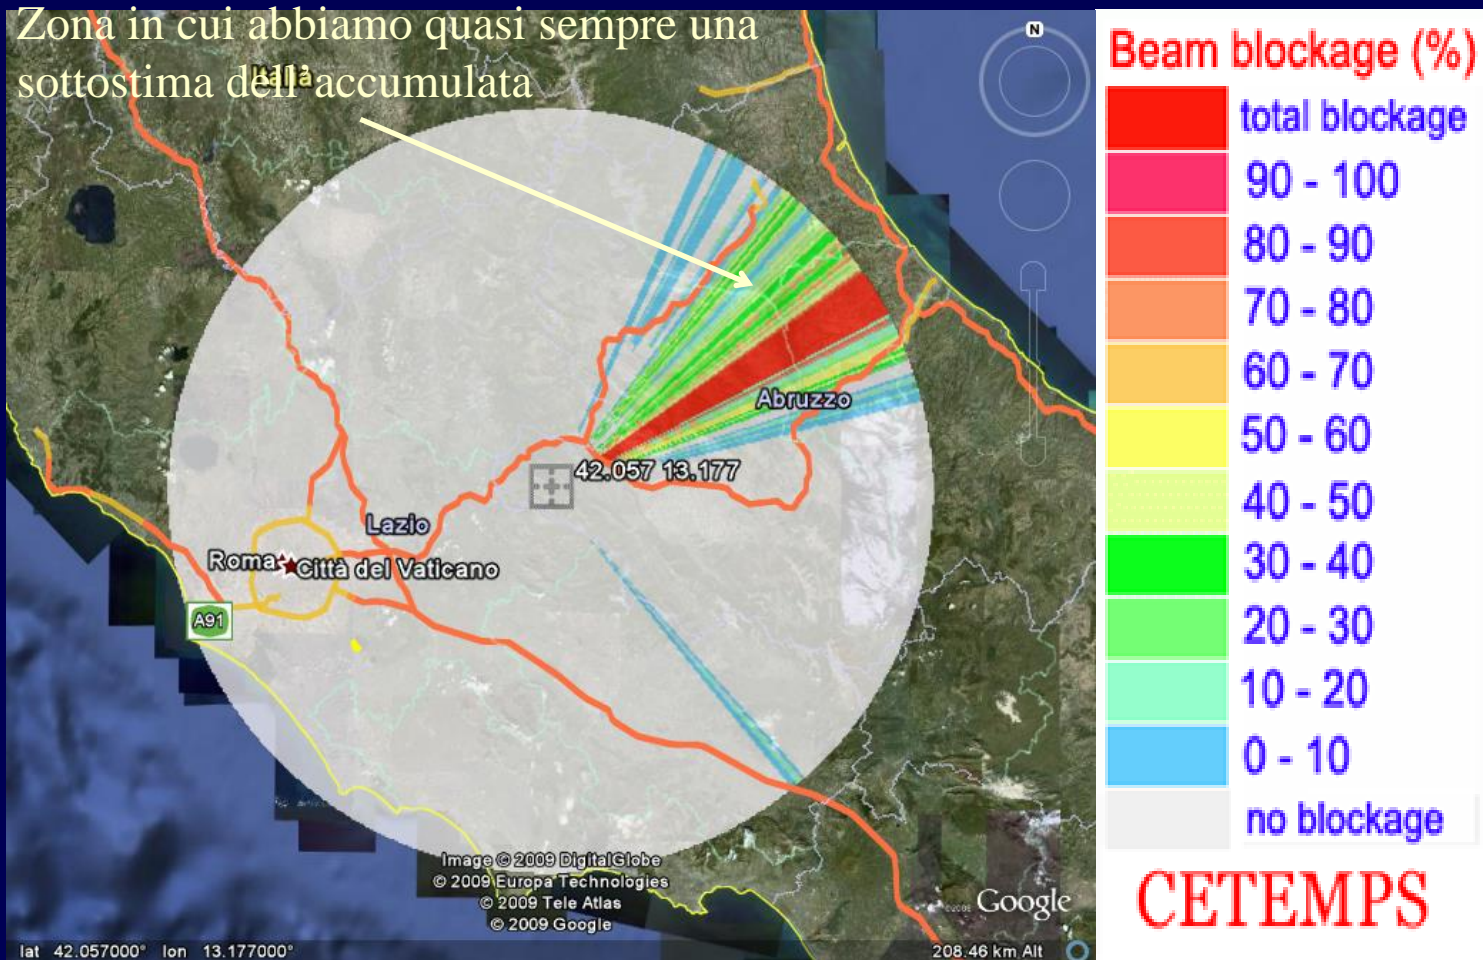 Zona in cui abbiamo quasi sempre una
sottostima dell'accumulata
Italia
N
Abruzzo
42.057 13.177
Lazio
Roma
Città del Vaticano
A91
Image © 2009 DigitalGlobe
© 2009 Europa Technologies
© 2009 Tele Atlas
© 2009 Google
Google
lat 42.057000° lon 13.177000°
208.46 km Alt
Beam blockage (%)
total blockage
90 - 100
80 - 90
70 - 80
60 - 70
50 - 60
40 - 50
30 - 40
20 - 30
10 - 20
0 - 10
no blockage
CETEMPS